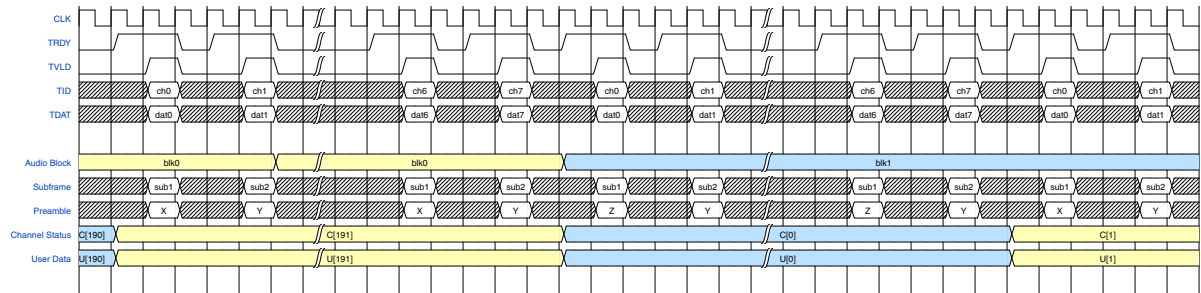 CLK
TRDY
TVLD
TID ch0 ch1 ch6 ch7 ch0 ch1 ch6 ch7 ch0 ch1
TDAT dat0 dat1 dat6 dat7 dat0 dat1 dat6 dat7 dat0 dat1
Audio Block blk0 blk0 blk1
Subframe sub1 sub2 sub1 sub2 sub1 sub2 sub1 sub2 sub1 sub2
Preamble X Y X Y Z Y Z Y X Y
Channel Status C[190] C[191] C[0] C[1]
User Data U[190] U[191] U[0] U[1]